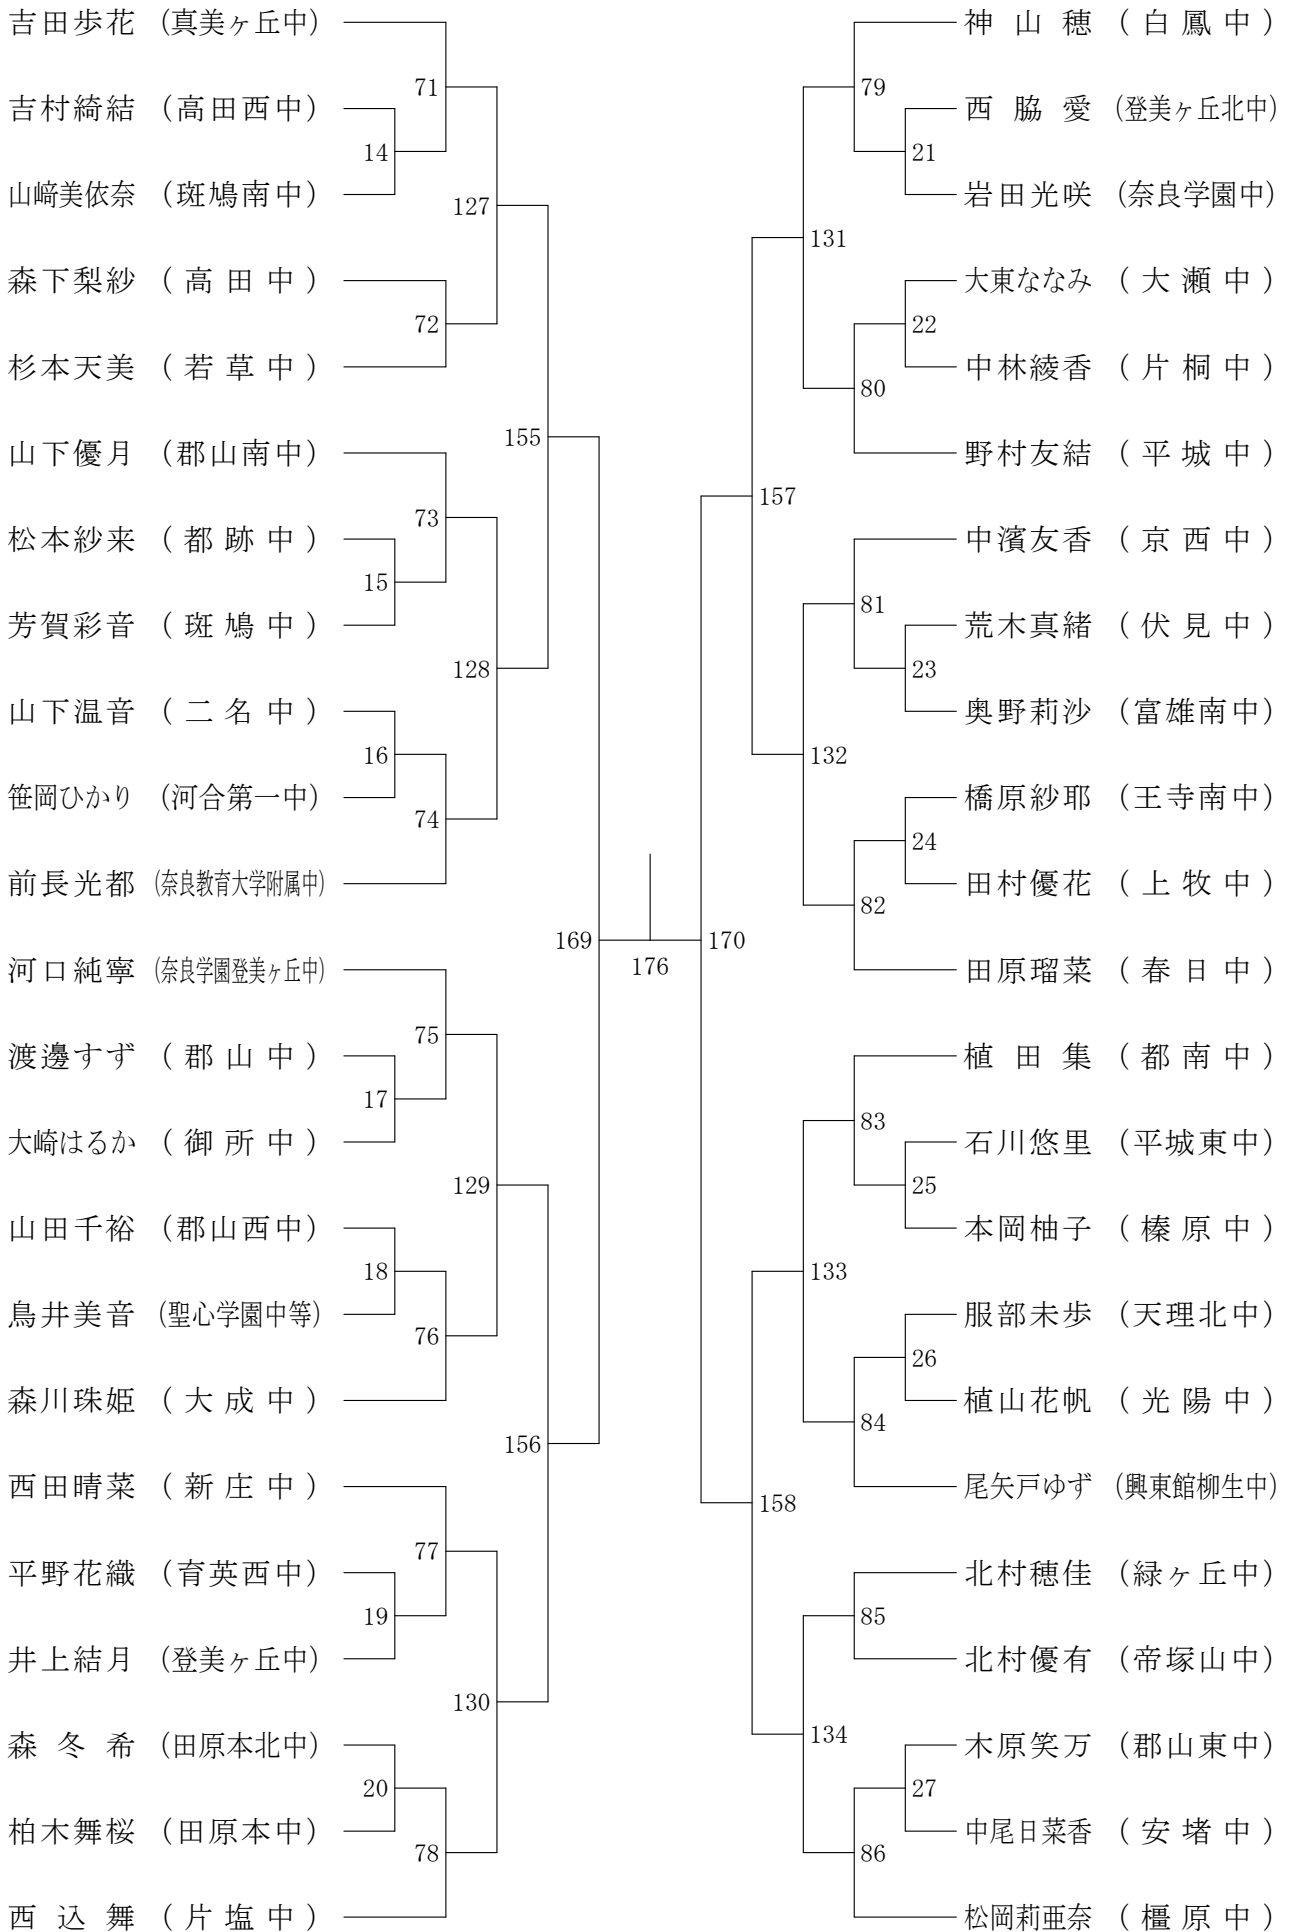 吉田歩花 (真美ヶ丘中)
吉村綺結 (高田西中)
山﨑美依奈 (斑鳩南中)
森下梨紗 (高田中)
杉本天美 (若草中)
山下優月 (郡山南中)
松本紗来 (都跡中)
芳賀彩音 (斑鳩中)
山下温音 (二名中)
笹岡ひかり (河合第一中)
前長光都 (奈良教育大学附属中)
河口純寧 (奈良学園登美ヶ丘中)
渡邊すず (郡山中)
大崎はるか (御所中)
山田千裕 (郡山西中)
鳥井美音 (聖心学園中等)
森川珠姫 (大成中)
西田晴菜 (新庄中)
平野花織 (育英西中)
井上結月 (登美ヶ丘中)
森冬希 (田原本北中)
柏木舞桜 (田原本中)
西込舞 (片塩中)
14
15
16
17
18
19
20
71
72
73
74
75
76
77
78
127
128
129
130
155
156
169
176
170
157
158
131
132
133
134
79
80
81
82
83
84
85
86
21
22
23
24
25
26
27
神山穂 (白鳳中)
西脇愛 (登美ヶ丘北中)
岩田光咲 (奈良学園中)
大東ななみ (大瀬中)
中林綾香 (片桐中)
野村友結 (平城中)
中濱友香 (京西中)
荒木真緒 (伏見中)
奥野莉沙 (富雄南中)
橋原紗耶 (王寺南中)
田村優花 (上牧中)
田原瑠菜 (春日中)
植田集 (都南中)
石川悠里 (平城東中)
本岡柚子 (榛原中)
服部未歩 (天理北中)
植山花帆 (光陽中)
尾矢戸ゆず (興東館柳生中)
北村穂佳 (緑ヶ丘中)
北村優有 (帝塚山中)
木原笑万 (郡山東中)
中尾日菜香 (安堵中)
松岡莉亜奈 (橿原中)